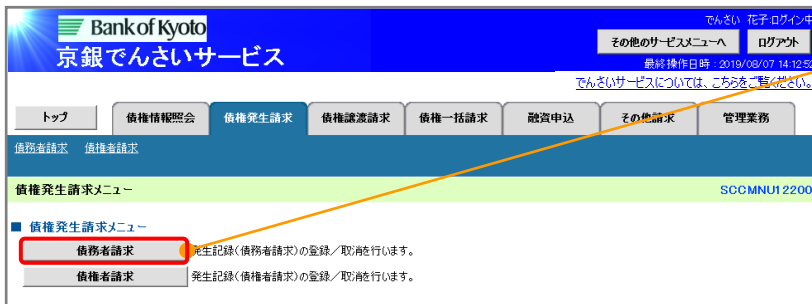 Bank of Kyoto
京銀でんさいサービス
でんさい 花子:ログイン中
その他のサービスメニューへ ログアウト
最終操作日時：2019/08/07 14:12:52
でんさいサービスについては、こちらをご覧ください。
トップ 債権情報照会 債権発生請求 債権譲渡請求 債権一括請求 融資申込 その他請求 管理業務
債務者請求 債権者請求
債権発生請求メニュー SCCMNU12200
■ 債権発生請求メニュー
債務者請求 発生記録(債務者請求)の登録／取消を行います。
債権者請求 発生記録(債権者請求)の登録／取消を行います。